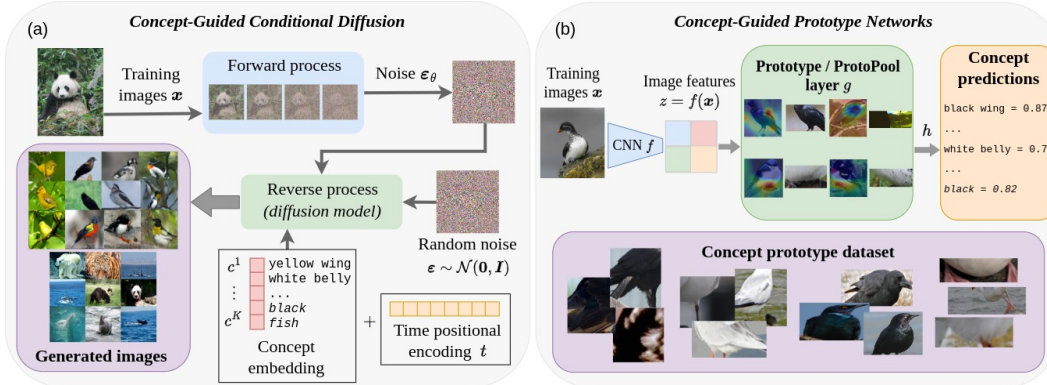 (a)
Concept-Guided Conditional Diffusion
Training
images x
Forward process
Noise ε_θ
Reverse process
(diffusion model)
Random noise
ε ∼ N(0, I)
Generated images
c¹ yellow wing
white belly
⋮ ...
black
c^K fish
Concept
embedding
+
Time positional
encoding t
(b)
Concept-Guided Prototype Networks
Training
images x
CNN f
Image features
z = f(x)
Prototype / ProtoPool
layer g
h
Concept
predictions
black wing = 0.87
...
white belly = 0.7
...
black = 0.82
Concept prototype dataset